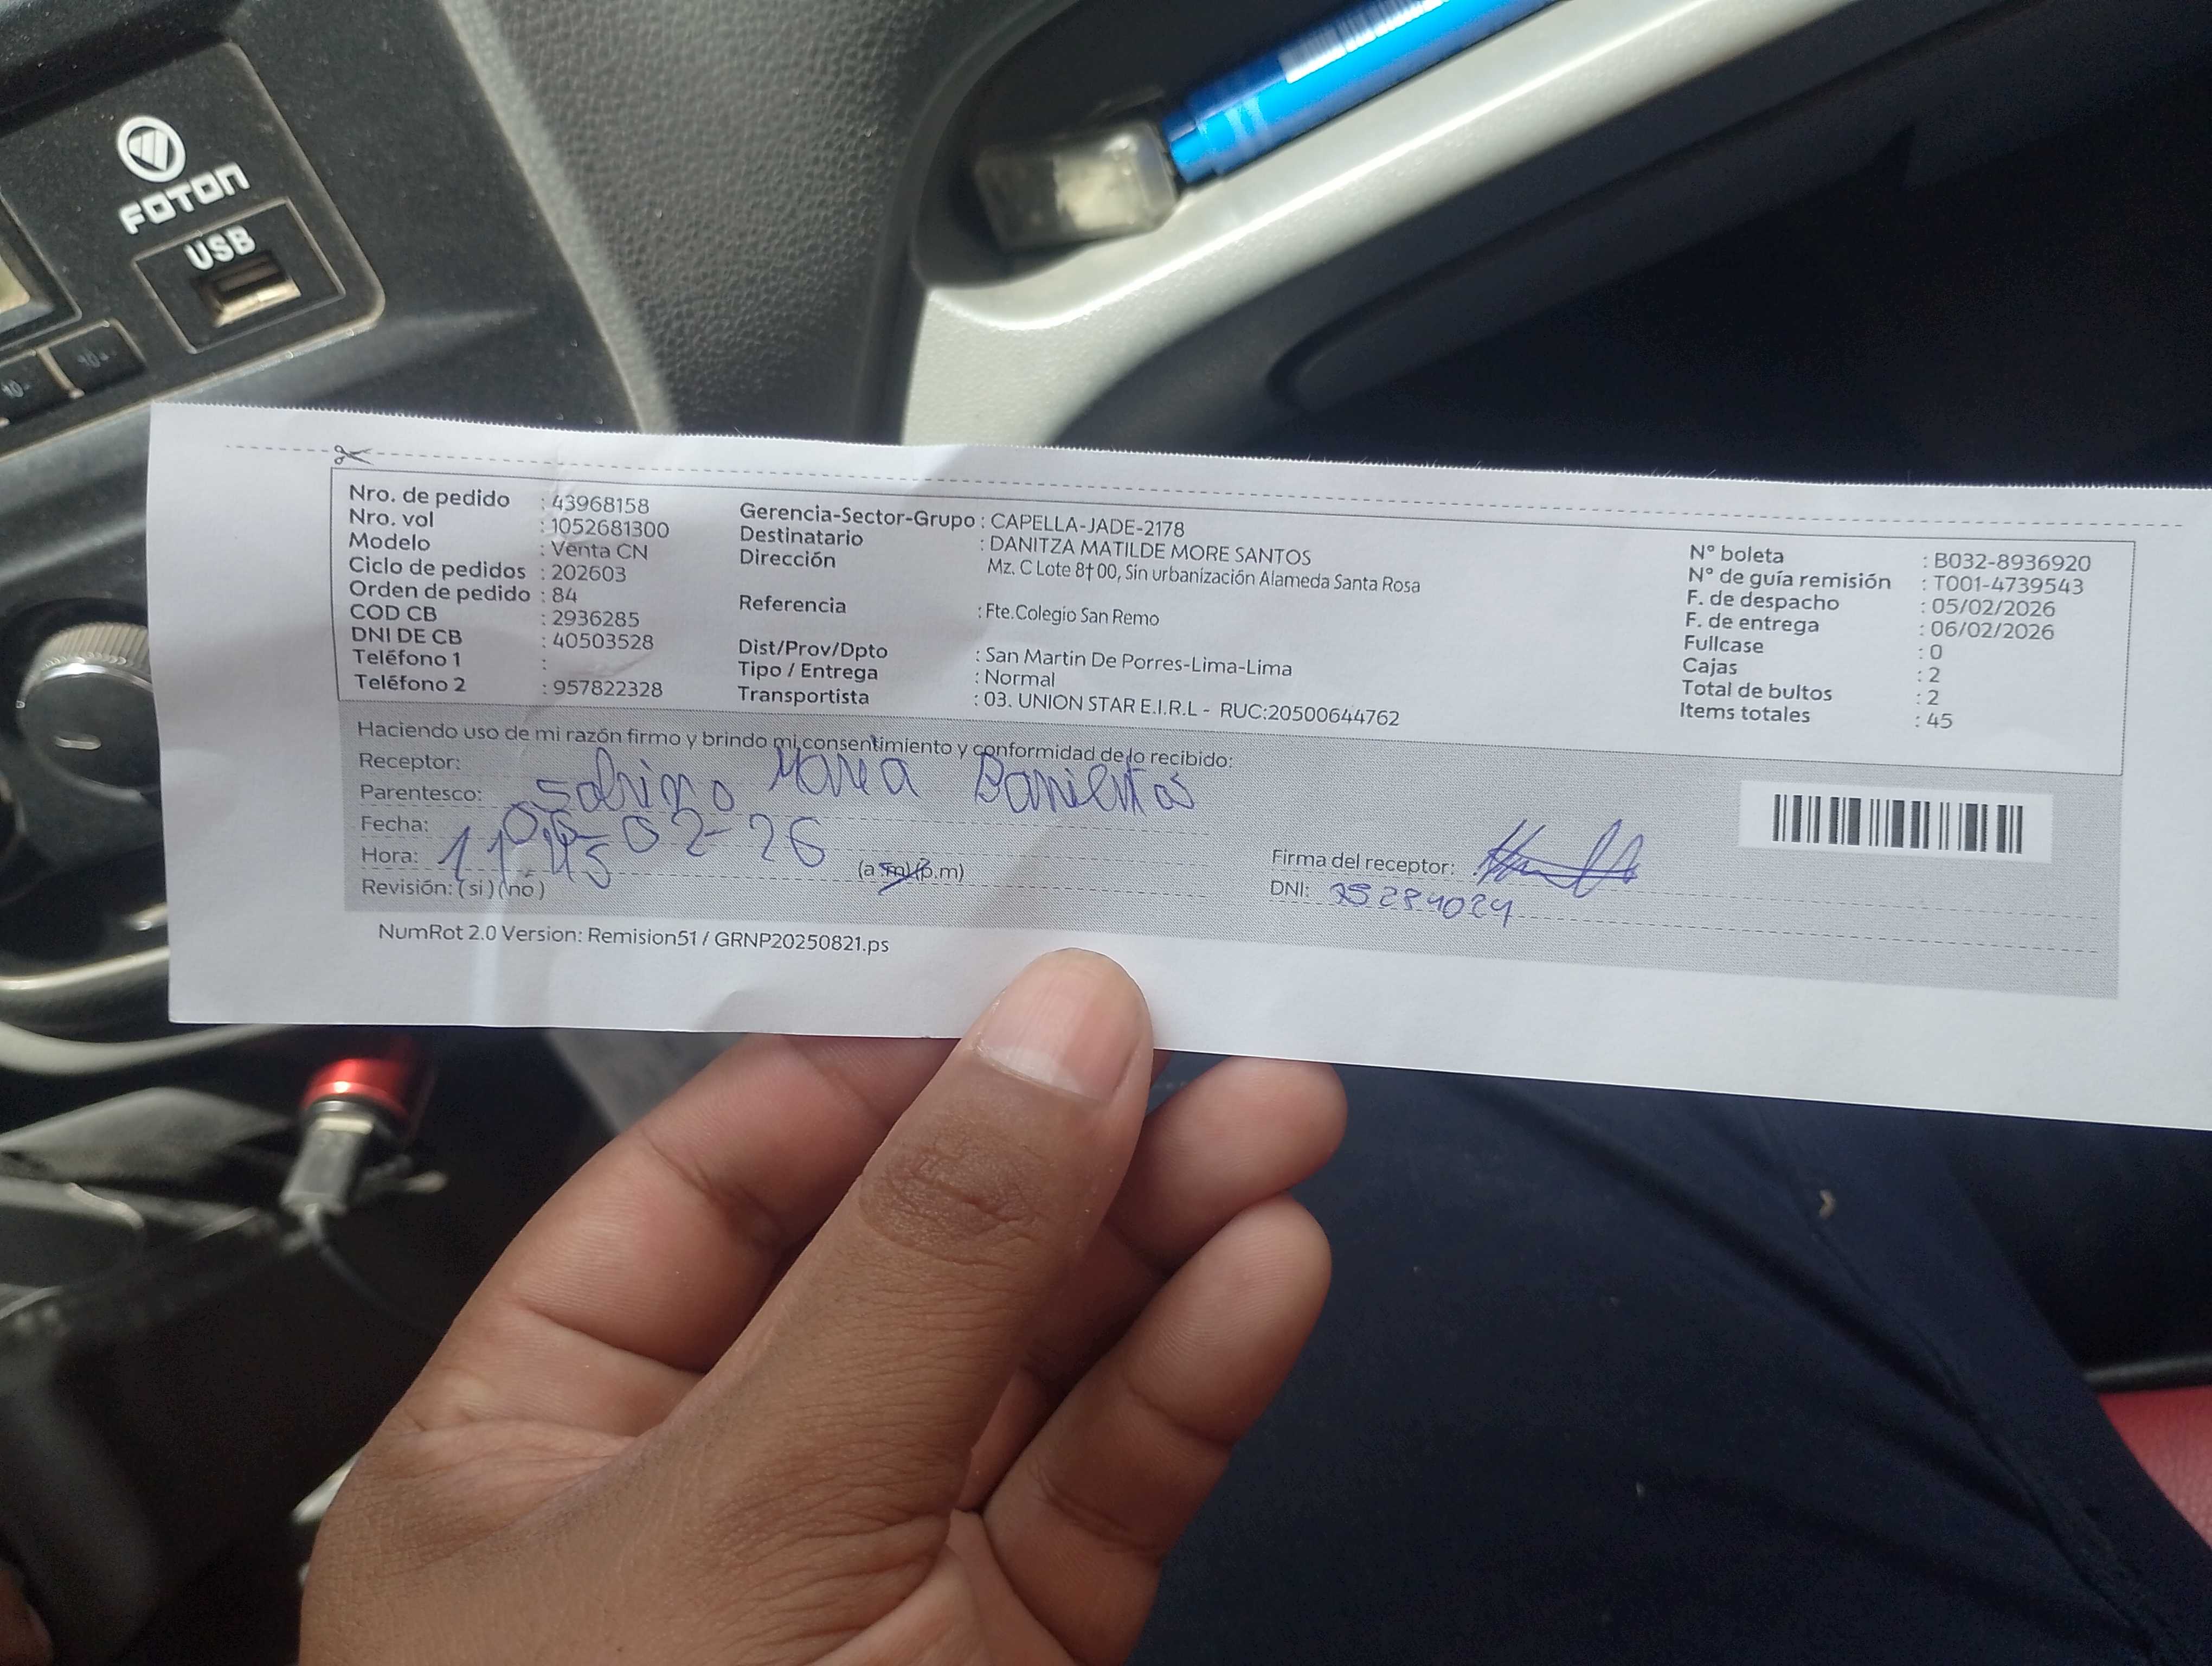 FOTON
USB
10-
10--
Nro. de pedido : 43968158
Nro. vol : 1052681300
Modelo : Venta CN
Ciclo de pedidos : 202603
Orden de pedido : 84
COD CB : 2936285
DNI DE CB : 40503528
Teléfono 1 :
Teléfono 2 : 957822328
Gerencia-Sector-Grupo : CAPELLA-JADE-2178
Destinatario : DANITZA MATILDE MORE SANTOS
Dirección Mz. C Lote 8†00, Sin urbanización Alameda Santa Rosa
Referencia : Fte.Colegio San Remo
Dist/Prov/Dpto : San Martin De Porres-Lima-Lima
Tipo / Entrega : Normal
Transportista : 03. UNION STAR E.I.R.L - RUC:20500644762
N° boleta : B032-8936920
N° de guía remisión : T001-4739543
F. de despacho : 05/02/2026
F. de entrega : 06/02/2026
Fullcase : 0
Cajas : 2
Total de bultos : 2
Items totales : 45
Haciendo uso de mi razón firmo y brindo mi consentimiento y conformidad de lo recibido:
Receptor:
Parentesco: Sobrino
Fecha: 06-02-26
Hora: 11:45 (a.m)(p.m)
Revisión: (si) (no)
Firma del receptor:
DNI:
NumRot 2.0 Version: Remision51 / GRNP20250821.ps